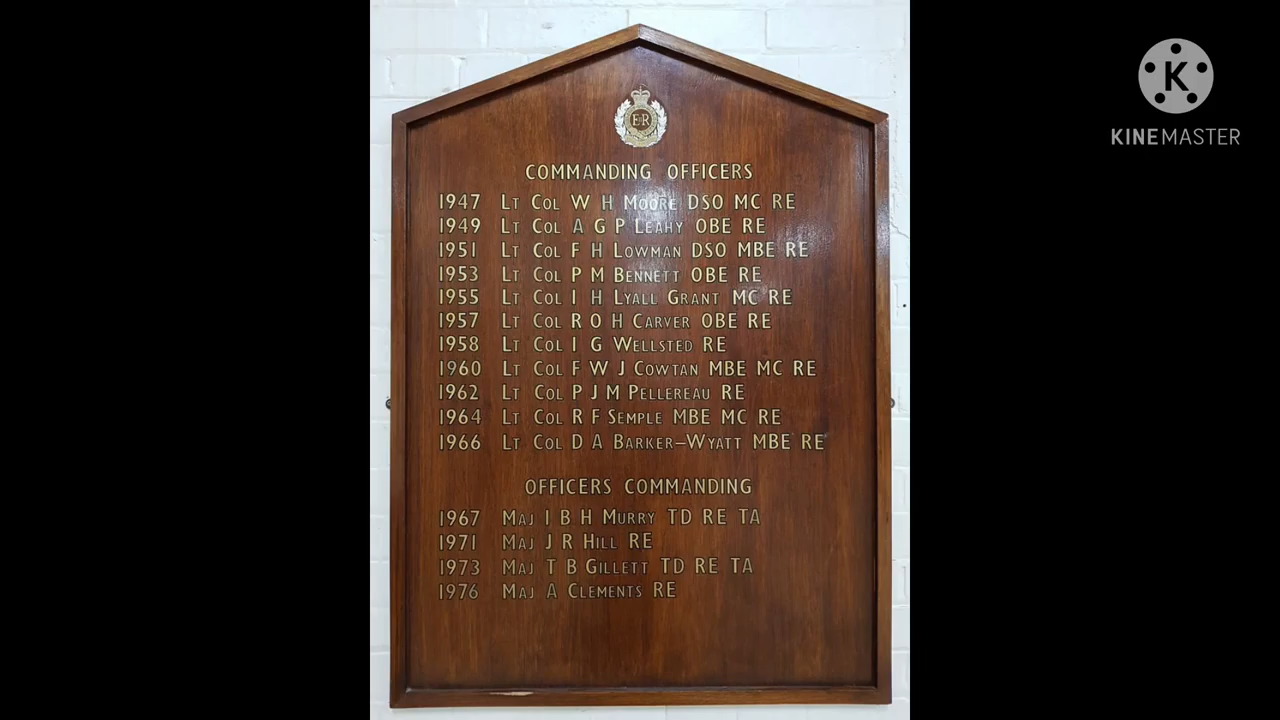 EIIR
COMMANDING OFFICERS
1947 Lt Col W H Moore DSO MC RE
1949 Lt Col A G P Leahy OBE RE
1951 Lt Col F H Lowman DSO MBE RE
1953 Lt Col P M Bennett OBE RE
1955 Lt Col I H Lyall Grant MC RE
1957 Lt Col R O H Carver OBE RE
1958 Lt Col I G Wellsted RE
1960 Lt Col F W J Cowtan MBE MC RE
1962 Lt Col P J M Pellereau RE
1964 Lt Col R F Semple MBE MC RE
1966 Lt Col D A Barker–Wyatt MBE RE
OFFICERS COMMANDING
1967 Maj I B H Murry TD RE TA
1971 Maj J R Hill RE
1973 Maj T B Gillett TD RE TA
1976 Maj A Clements RE
K
KINEMASTER